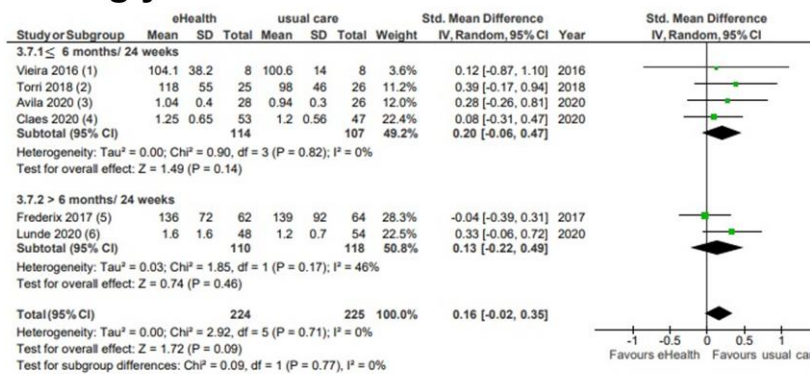 eHealth usual care Std. Mean Difference Std. Mean Difference
Study or Subgroup Mean SD Total Mean SD Total Weight IV, Random, 95% CI Year IV, Random, 95% CI
3.7.1 ≤ 6 months/ 24 weeks
Vieira 2016 (1) 104.1 38.2 8 100.6 14 8 3.6% 0.12 [-0.87, 1.10] 2016
Torri 2018 (2) 118 55 25 98 46 26 11.2% 0.39 [-0.17, 0.94] 2018
Avila 2020 (3) 1.04 0.4 28 0.94 0.3 26 12.0% 0.28 [-0.26, 0.81] 2020
Claes 2020 (4) 1.25 0.65 53 1.2 0.56 47 22.4% 0.08 [-0.31, 0.47] 2020
Subtotal (95% CI) 114 107 49.2% 0.20 [-0.06, 0.47]
Heterogeneity: Tau² = 0.00; Chi² = 0.90, df = 3 (P = 0.82); I² = 0%
Test for overall effect: Z = 1.49 (P = 0.14)
3.7.2 > 6 months/ 24 weeks
Frederix 2017 (5) 136 72 62 139 92 64 28.3% -0.04 [-0.39, 0.31] 2017
Lunde 2020 (6) 1.6 1.6 48 1.2 0.7 54 22.5% 0.33 [-0.06, 0.72] 2020
Subtotal (95% CI) 110 118 50.8% 0.13 [-0.22, 0.49]
Heterogeneity: Tau² = 0.03; Chi² = 1.85, df = 1 (P = 0.17); I² = 46%
Test for overall effect: Z = 0.74 (P = 0.46)
Total (95% CI) 224 225 100.0% 0.16 [-0.02, 0.35]
Heterogeneity: Tau² = 0.00; Chi² = 2.92, df = 5 (P = 0.71); I² = 0%
Test for overall effect: Z = 1.72 (P = 0.09)
Test for subgroup differences: Chi² = 0.09, df = 1 (P = 0.77), I² = 0%
-1 -0.5 0 0.5 1
Favours eHealth Favours usual